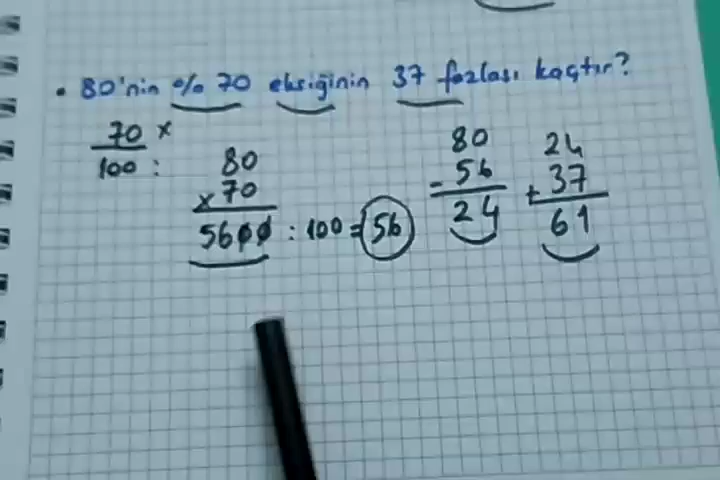 • 80'nin % 70 eksiğinin 37 fazlası kaçtır?
70 x
100 :
80
x 70
5600 : 100 = 56
80
- 56
24
24
+ 37
61